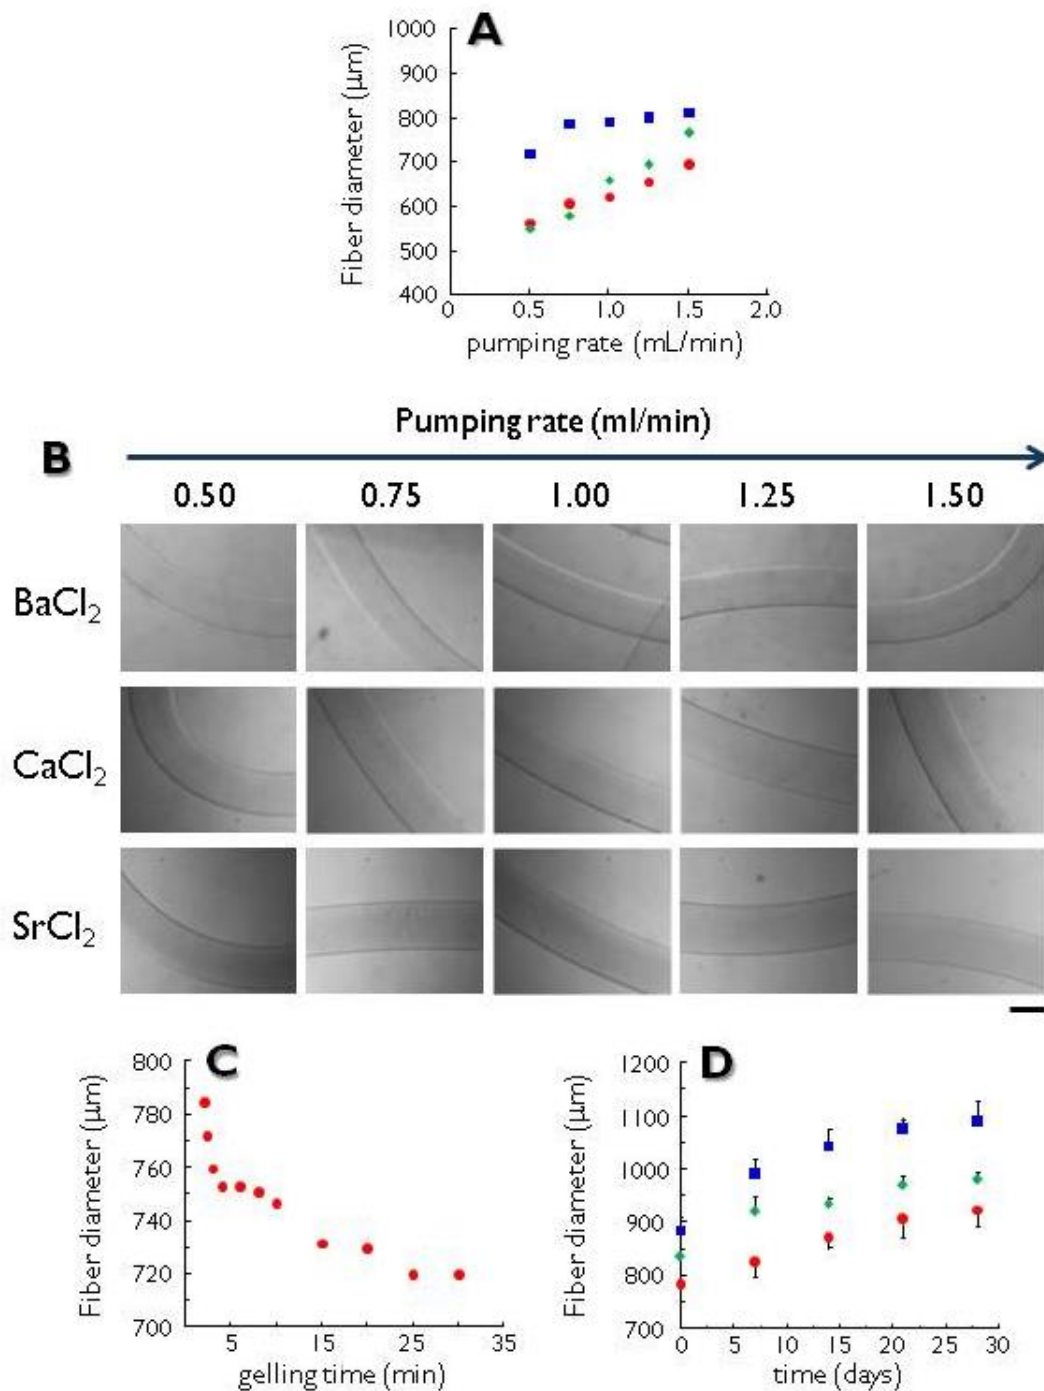 A
1000
900
800
700
600
500
400
Fiber diameter (µm)
0 0.5 1.0 1.5 2.0
pumping rate (mL/min)
B
Pumping rate (ml/min)
0.50 0.75 1.00 1.25 1.50
BaCl₂
CaCl₂
SrCl₂
C
800
780
760
740
720
700
Fiber diameter (µm)
5 10 15 20 25 30 35
gelling time (min)
D
1200
1100
1000
900
800
700
Fiber diameter (µm)
0 5 10 15 20 25 30
time (days)